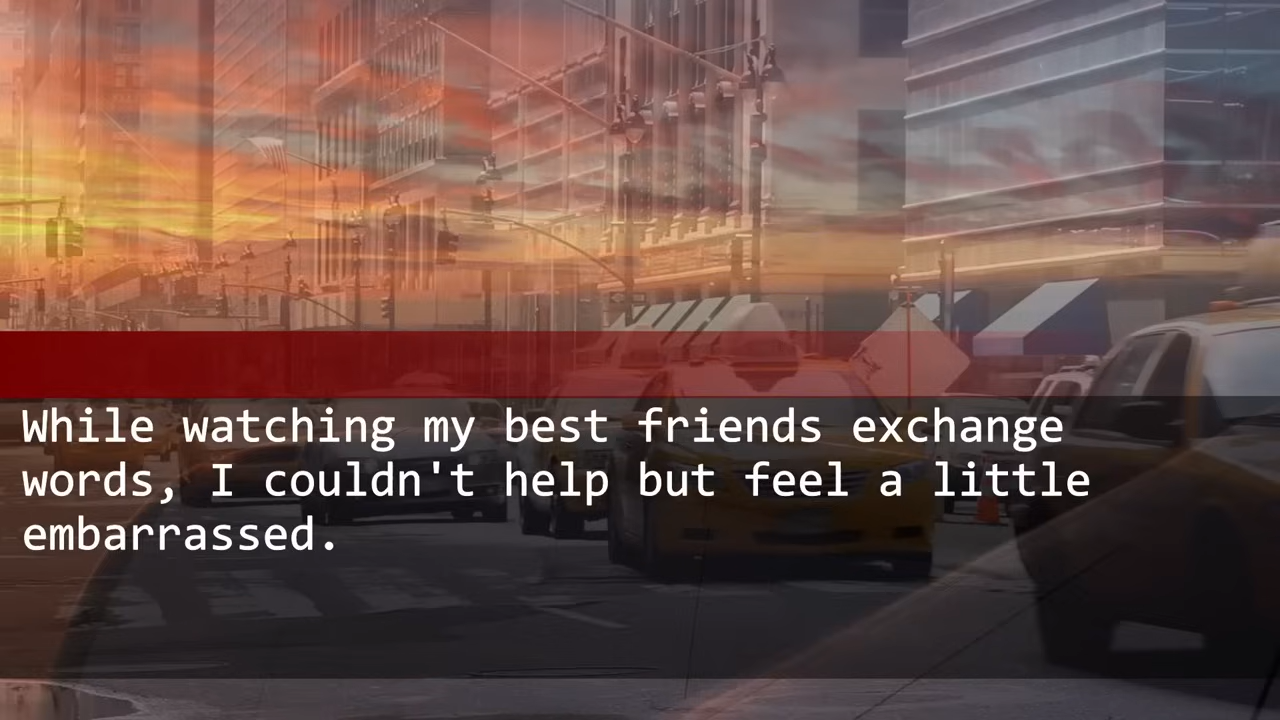 While watching my best friends exchange
words, I couldn't help but feel a little
embarrassed.